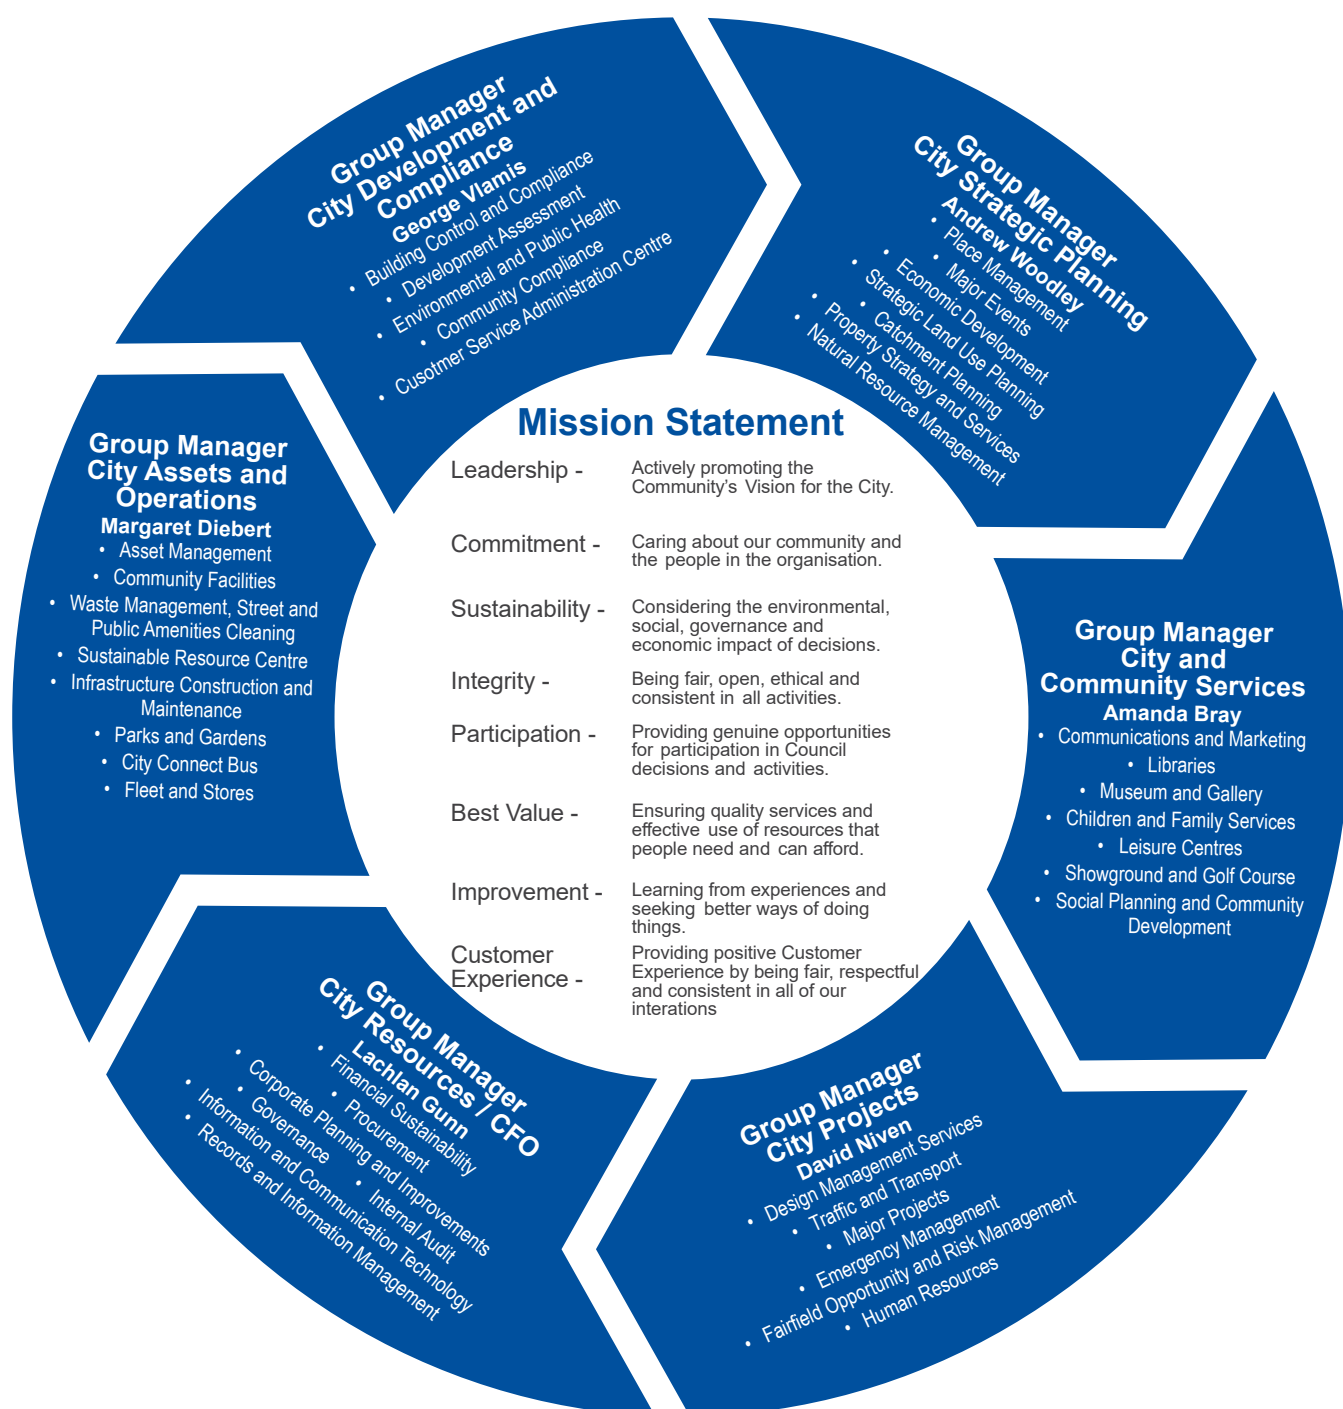 Group Manager
City Development and
Compliance
George Vlamis
• Building Control and Compliance
• Development Assessment
• Environmental and Public Health
• Community Compliance
• Cusotmer Service Administration Centre
Group Manager
City Strategic Planning
Andrew Woodley
• Place Management
• Major Events
• Economic Development
• Strategic Land Use Planning
• Catchment Planning
• Property Strategy and Services
• Natural Resource Management
Group Manager
City and
Community Services
Amanda Bray
• Communications and Marketing
• Libraries
• Museum and Gallery
• Children and Family Services
• Leisure Centres
• Showground and Golf Course
• Social Planning and Community
Development
Group Manager
City Projects
David Niven
• Design Management Services
• Traffic and Transport
• Major Projects
• Emergency Management
• Fairfield Opportunity and Risk Management
• Human Resources
Group Manager
City Resources / CFO
Lachlan Gunn
• Financial Sustainability
• Procurement
• Corporate Planning and Improvements
• Governance • Internal Audit
• Information and Communication Technology
• Records and Information Management
Group Manager
City Assets and
Operations
Margaret Diebert
• Asset Management
• Community Facilities
• Waste Management, Street and
Public Amenities Cleaning
• Sustainable Resource Centre
• Infrastructure Construction and
Maintenance
• Parks and Gardens
• City Connect Bus
• Fleet and Stores
Mission Statement
Leadership - Actively promoting the
Community's Vision for the City.
Commitment - Caring about our community and
the people in the organisation.
Sustainability - Considering the environmental,
social, governance and
economic impact of decisions.
Integrity - Being fair, open, ethical and
consistent in all activities.
Participation - Providing genuine opportunities
for participation in Council
decisions and activities.
Best Value - Ensuring quality services and
effective use of resources that
people need and can afford.
Improvement - Learning from experiences and
seeking better ways of doing
things.
Customer
Experience -
Providing positive Customer
Experience by being fair, respectful
and consistent in all of our
interations